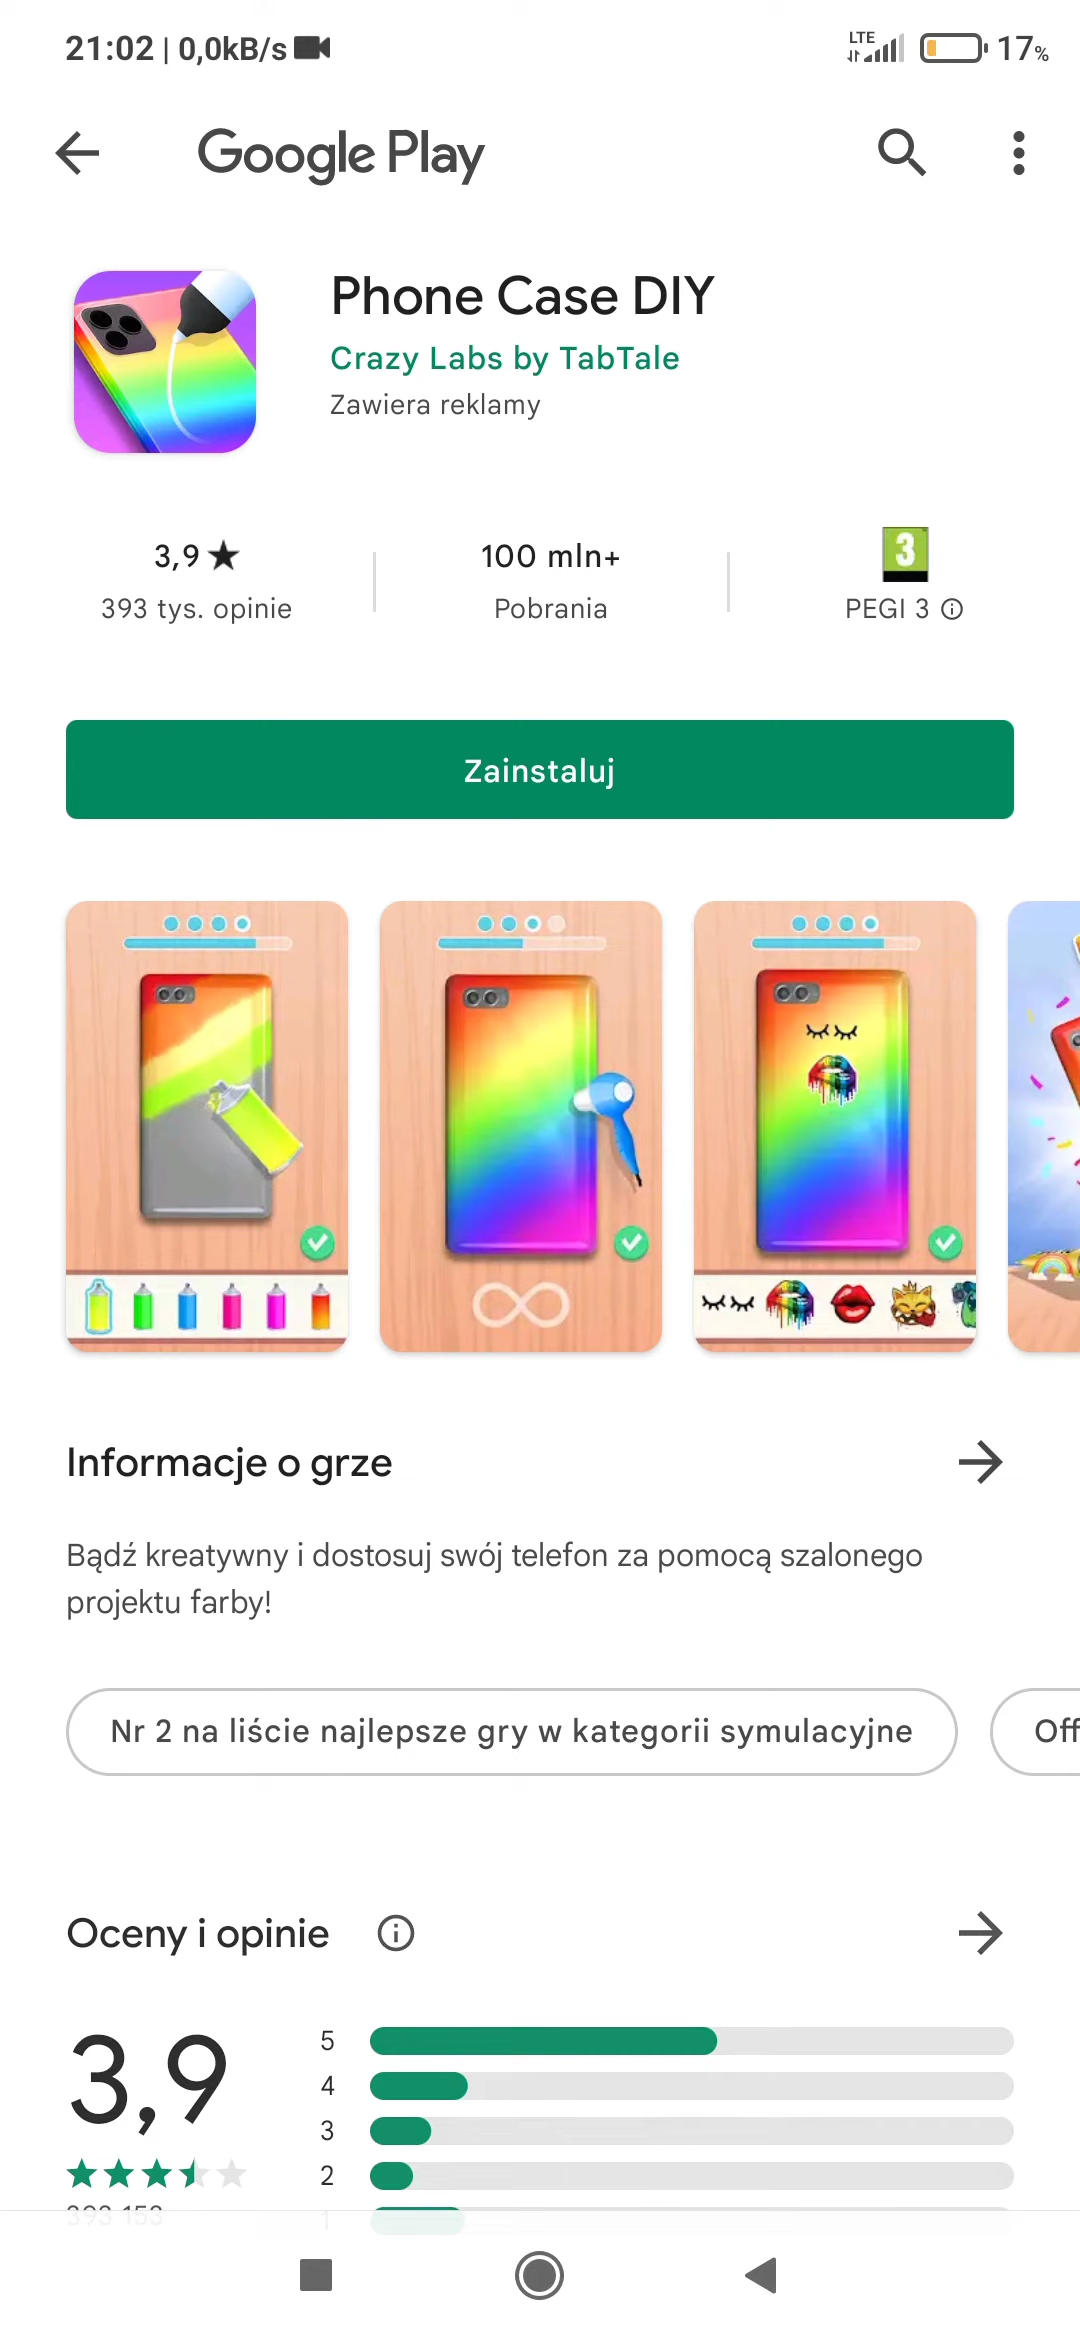 21:02 | 0,0kB/s
LTE
17%
Google Play
Phone Case DIY
Crazy Labs by TabTale
Zawiera reklamy
3,9★
393 tys. opinie
100 mln+
Pobrania
3
PEGI 3
Zainstaluj
Informacje o grze
Bądź kreatywny i dostosuj swój telefon za pomocą szalonego
projektu farby!
Nr 2 na liście najlepsze gry w kategorii symulacyjne
Off
Oceny i opinie
3,9
5
4
3
2
1
393 153